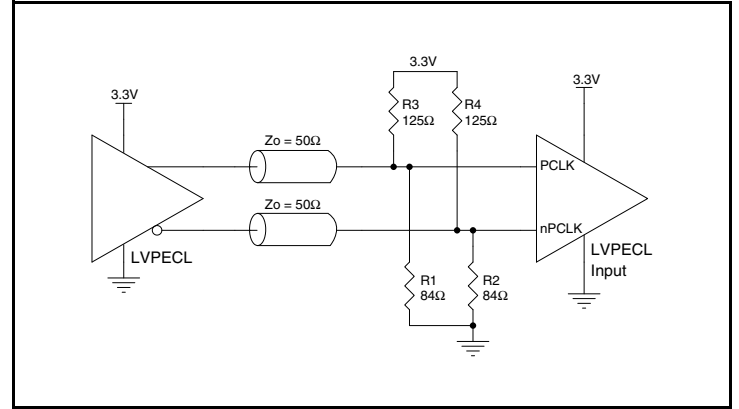 3.3V
3.3V
3.3V
R3
125Ω
R4
125Ω
Zo = 50Ω
PCLK
Zo = 50Ω
nPCLK
LVPECL
LVPECL
Input
R1
84Ω
R2
84Ω